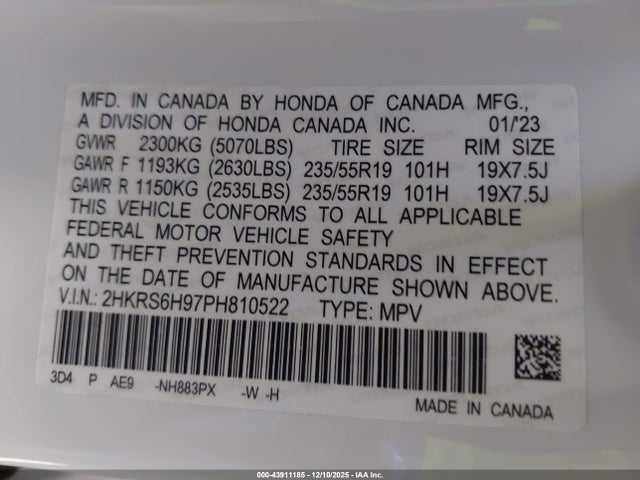 MFD. IN CANADA BY HONDA OF CANADA MFG.,
A DIVISION OF HONDA CANADA INC. 01/'23
GVWR 2300KG (5070LBS) TIRE SIZE RIM SIZE
GAWR F 1193KG (2630LBS) 235/55R19 101H 19X7.5J
GAWR R 1150KG (2535LBS) 235/55R19 101H 19X7.5J
THIS VEHICLE CONFORMS TO ALL APPLICABLE
FEDERAL MOTOR VEHICLE SAFETY
AND THEFT PREVENTION STANDARDS IN EFFECT
ON THE DATE OF MANUFACTURE SHOWN ABOVE.
V.I.N.: 2HKRS6H97PH810522 TYPE: MPV
3D4 P AE9 -NH883PX -W -H
MADE IN CANADA
000-43911165 - 12/10/2025 - IAA Inc.